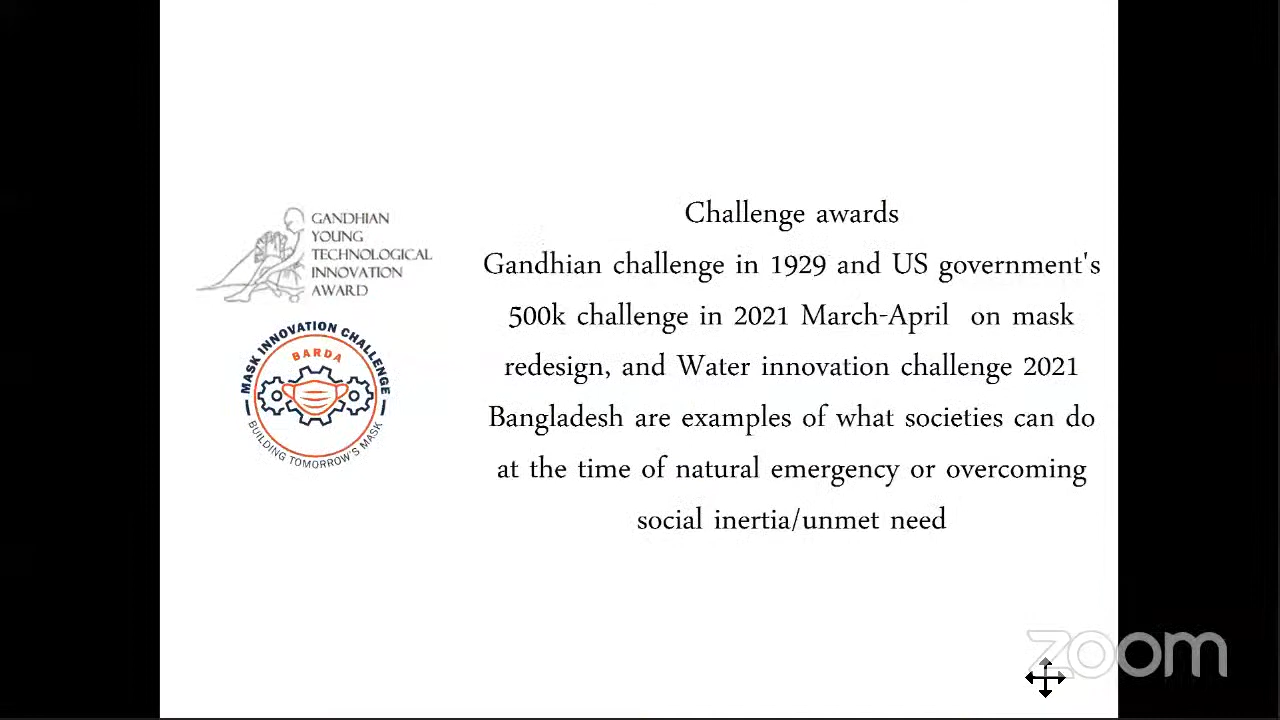 GANDHIAN
YOUNG
TECHNOLOGICAL
INNOVATION
AWARD
MASK INNOVATION CHALLENGE
BARDA
BUILDING TOMORROW'S MASK
Challenge awards
Gandhian challenge in 1929 and US government's
500k challenge in 2021 March-April on mask
redesign, and Water innovation challenge 2021
Bangladesh are examples of what societies can do
at the time of natural emergency or overcoming
social inertia/unmet need
zoom